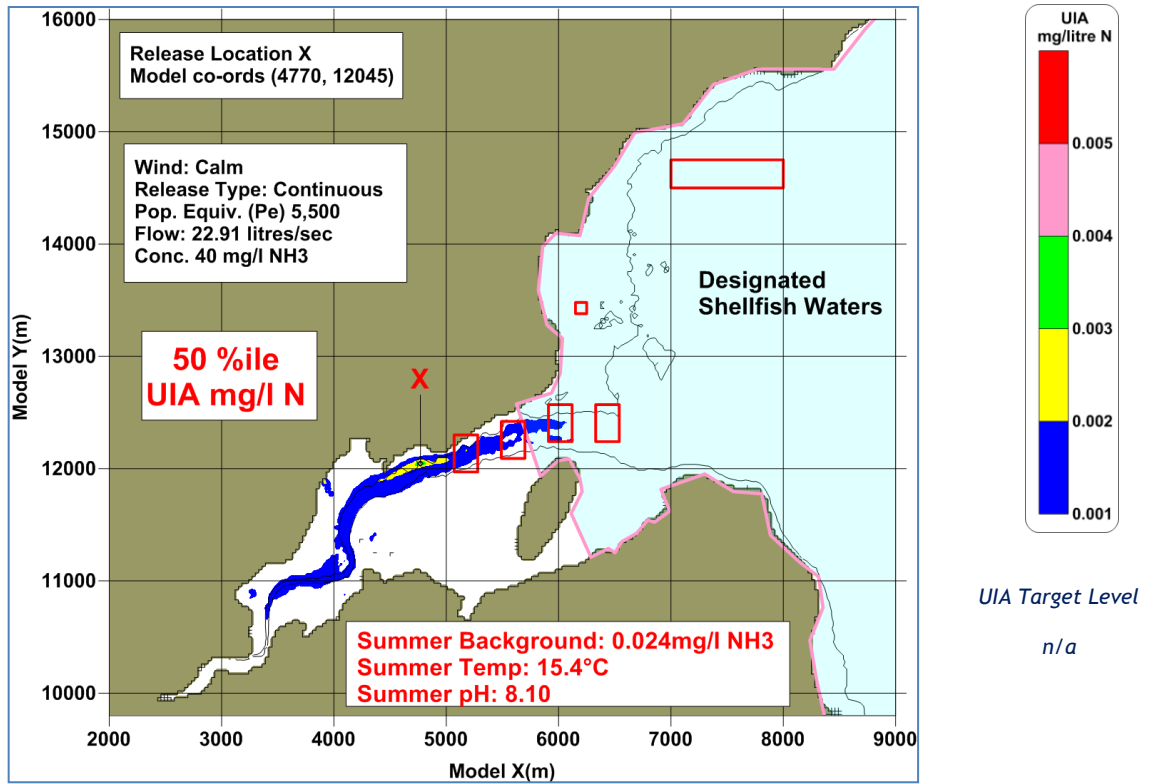 16000
15000
14000
13000
12000
11000
10000
Model Y(m)
2000
3000
4000
5000
6000
7000
8000
9000
Model X(m)
Release Location X
Model co-ords (4770, 12045)
Wind: Calm
Release Type: Continuous
Pop. Equiv. (Pe) 5,500
Flow: 22.91 litres/sec
Conc. 40 mg/l NH3
50 %ile
UIA mg/l N
X
Designated
Shellfish Waters
Summer Background: 0.024mg/l NH3
Summer Temp: 15.4°C
Summer pH: 8.10
UIA
mg/litre N
0.005
0.004
0.003
0.002
0.001
UIA Target Level
n/a